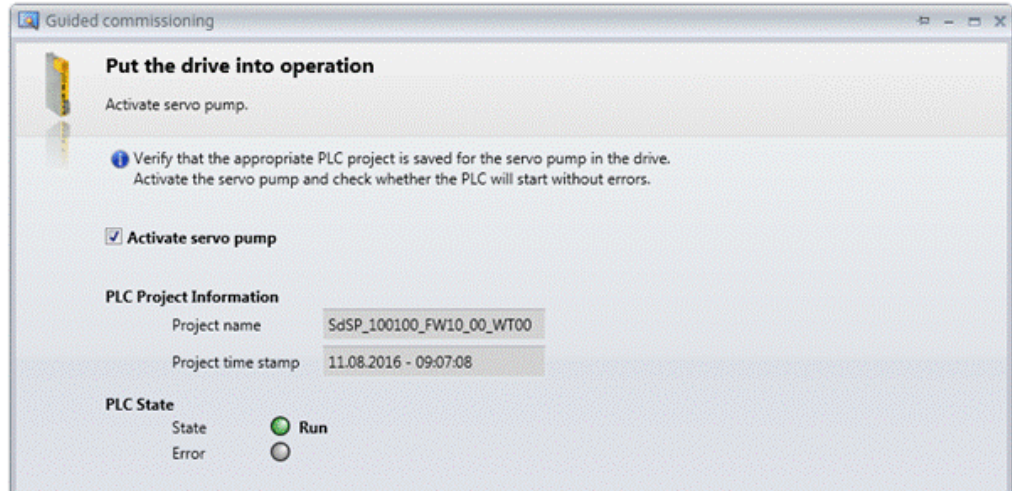 Guided commissioning
Put the drive into operation
Activate servo pump.
Verify that the appropriate PLC project is saved for the servo pump in the drive.
Activate the servo pump and check whether the PLC will start without errors.
Activate servo pump
PLC Project Information
Project name SdSP_100100_FW10_00_WT00
Project time stamp 11.08.2016 - 09:07:08
PLC State
State Run
Error